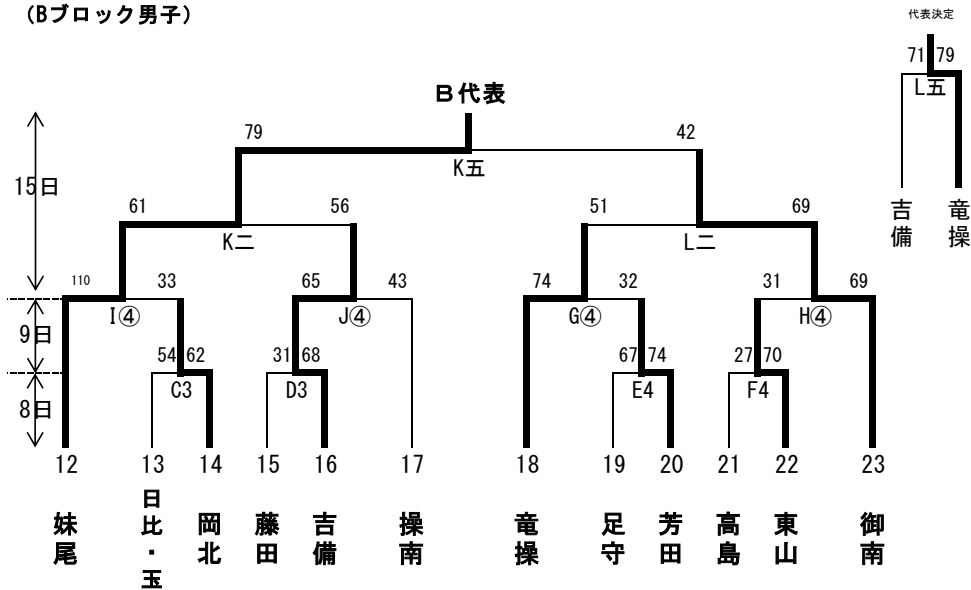 (Bブロック男子)
代表決定
71 79
L五
吉備 竜操
B代表
79 42
K五
15日
61 56 51 69
K二 L二
110 33 65 43 74 32 31 69
I④ J④ G④ H④
9日
54 62 31 68 67 74 27 70
C3 D3 E4 F4
8日
12 13 14 15 16 17 18 19 20 21 22 23
妹尾 日比・玉 岡北 藤田 吉備 操南 竜操 足守 芳田 高島 東山 御南